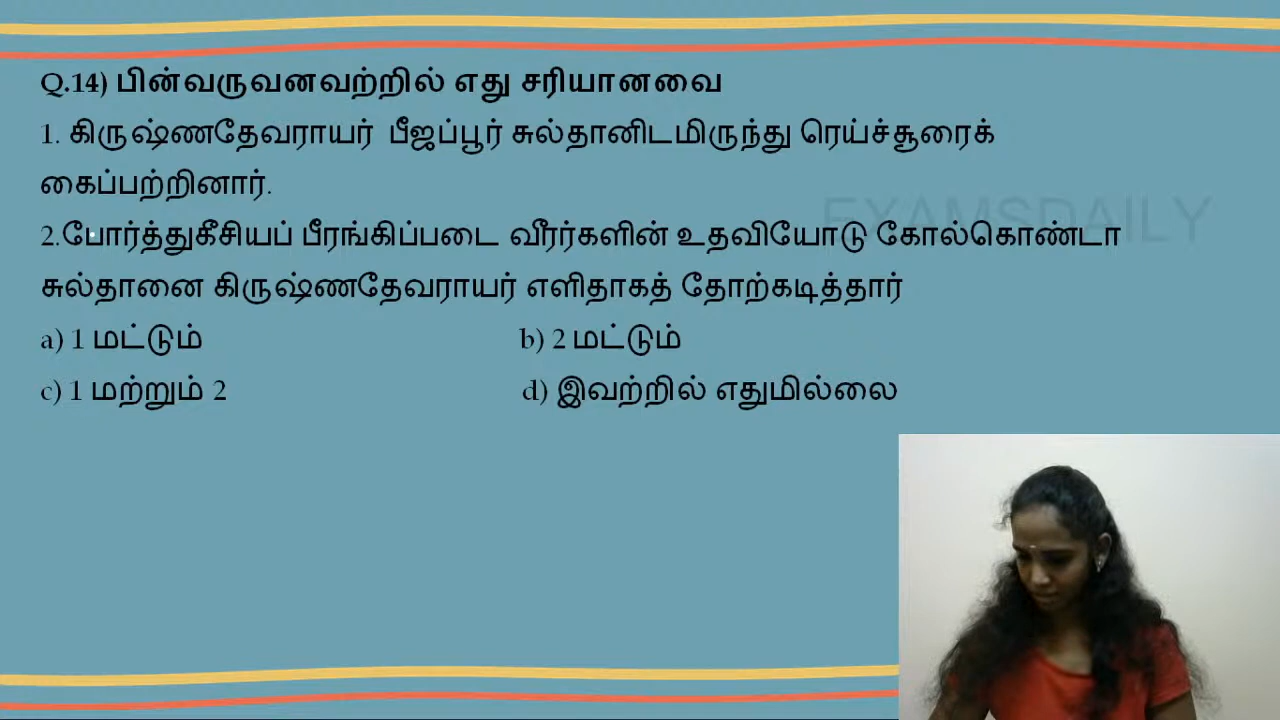 Q.14) பின்வருவனவற்றில் எது சரியானவை
1. கிருஷ்ணதேவராயர் பீஜப்பூர் சுல்தானிடமிருந்து ரெய்ச்சூரைக்
கைப்பற்றினார்.
EXAMSDAILY
2.போர்த்துகீசியப் பீரங்கிப்படை வீரர்களின் உதவியோடு கோல்கொண்டா
சுல்தானை கிருஷ்ணதேவராயர் எளிதாகத் தோற்கடித்தார்
a) 1 மட்டும் b) 2 மட்டும்
c) 1 மற்றும் 2 d) இவற்றில் எதுமில்லை